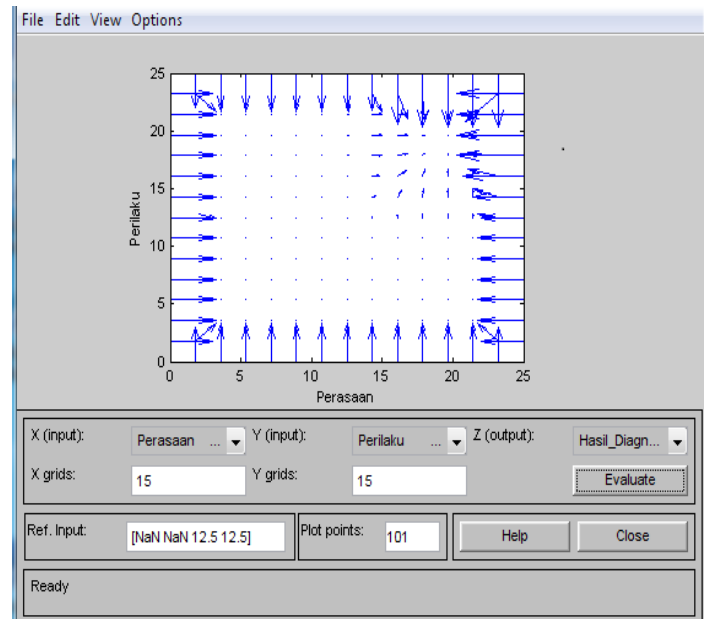 File Edit View Options
25
20
15
10
5
0
Perilaku
0 5 10 15 20 25
Perasaan
X (input): Perasaan ... Y (input): Perilaku ... Z (output): Hasil_Diagn...
X grids: 15 Y grids: 15 Evaluate
Ref. Input: [NaN NaN 12.5 12.5] Plot points: 101 Help Close
Ready